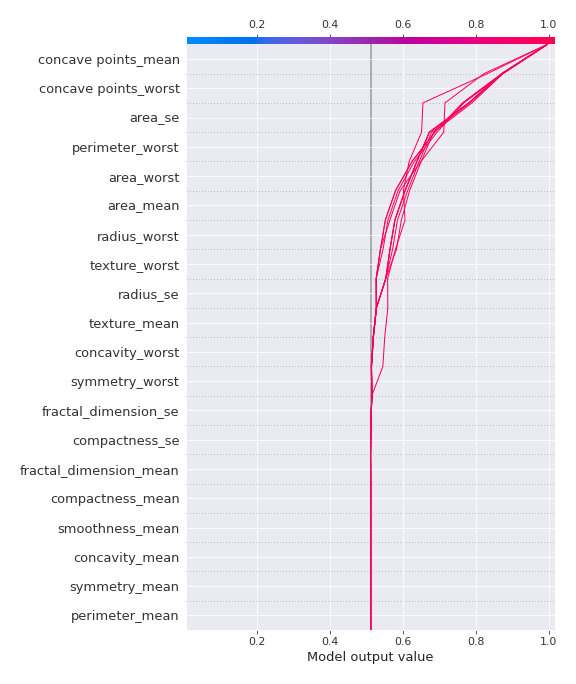 0.2 0.4 0.6 0.8 1.0
concave points_mean
concave points_worst
area_se
perimeter_worst
area_worst
area_mean
radius_worst
texture_worst
radius_se
texture_mean
concavity_worst
symmetry_worst
fractal_dimension_se
compactness_se
fractal_dimension_mean
compactness_mean
smoothness_mean
concavity_mean
symmetry_mean
perimeter_mean
0.2 0.4 0.6 0.8 1.0
Model output value